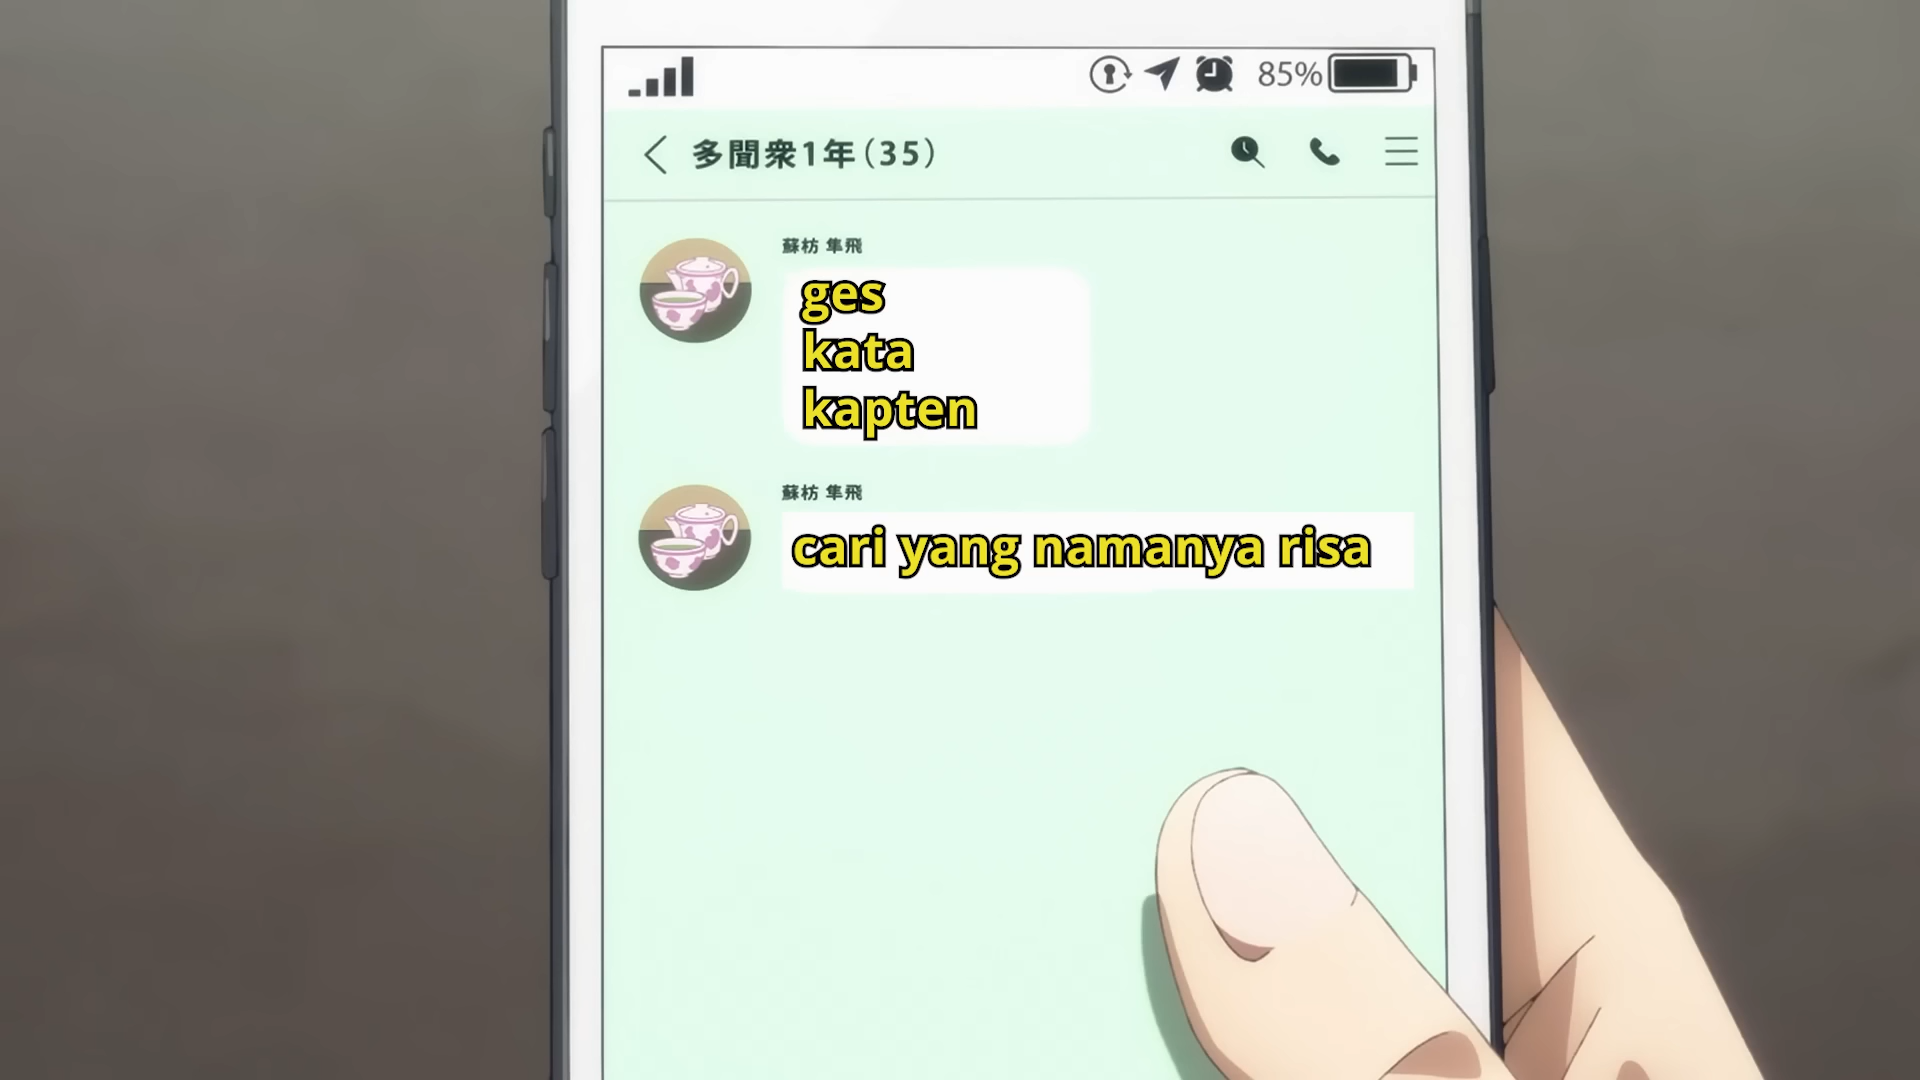 85%
多聞衆1年(35)
蘇枋 隼飛
ges
kata
kapten
蘇枋 隼飛
cari yang namanya risa